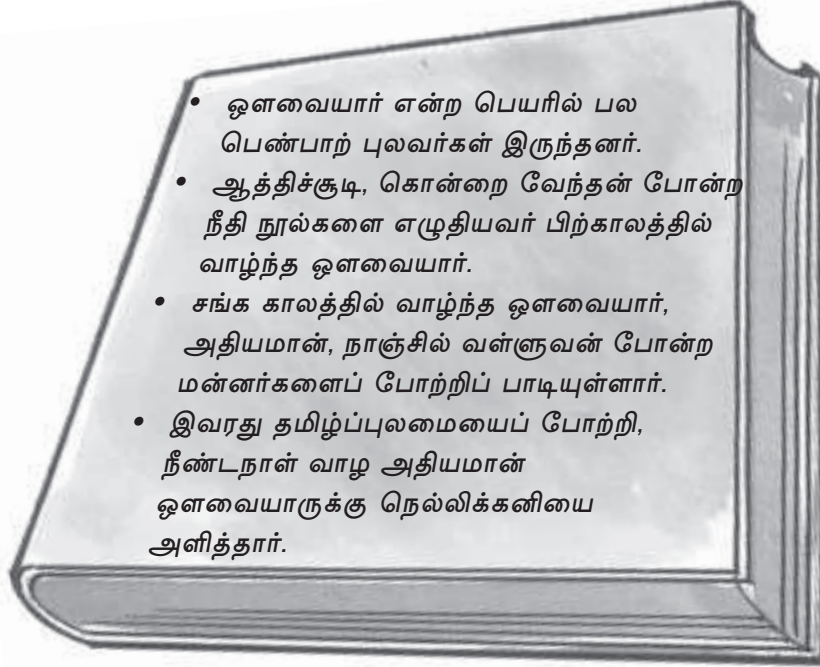 • ஔவையார் என்ற பெயரில் பல
பெண்பாற் புலவர்கள் இருந்தனர்.
• ஆத்திச்சூடி, கொன்றை வேந்தன் போன்ற
நீதி நூல்களை எழுதியவர் பிற்காலத்தில்
வாழ்ந்த ஔவையார்.
• சங்க காலத்தில் வாழ்ந்த ஔவையார்,
அதியமான், நாஞ்சில் வள்ளுவன் போன்ற
மன்னர்களைப் போற்றிப் பாடியுள்ளார்.
• இவரது தமிழ்ப்புலமையைப் போற்றி,
நீண்டநாள் வாழ அதியமான்
ஔவையாருக்கு நெல்லிக்கனியை
அளித்தார்.